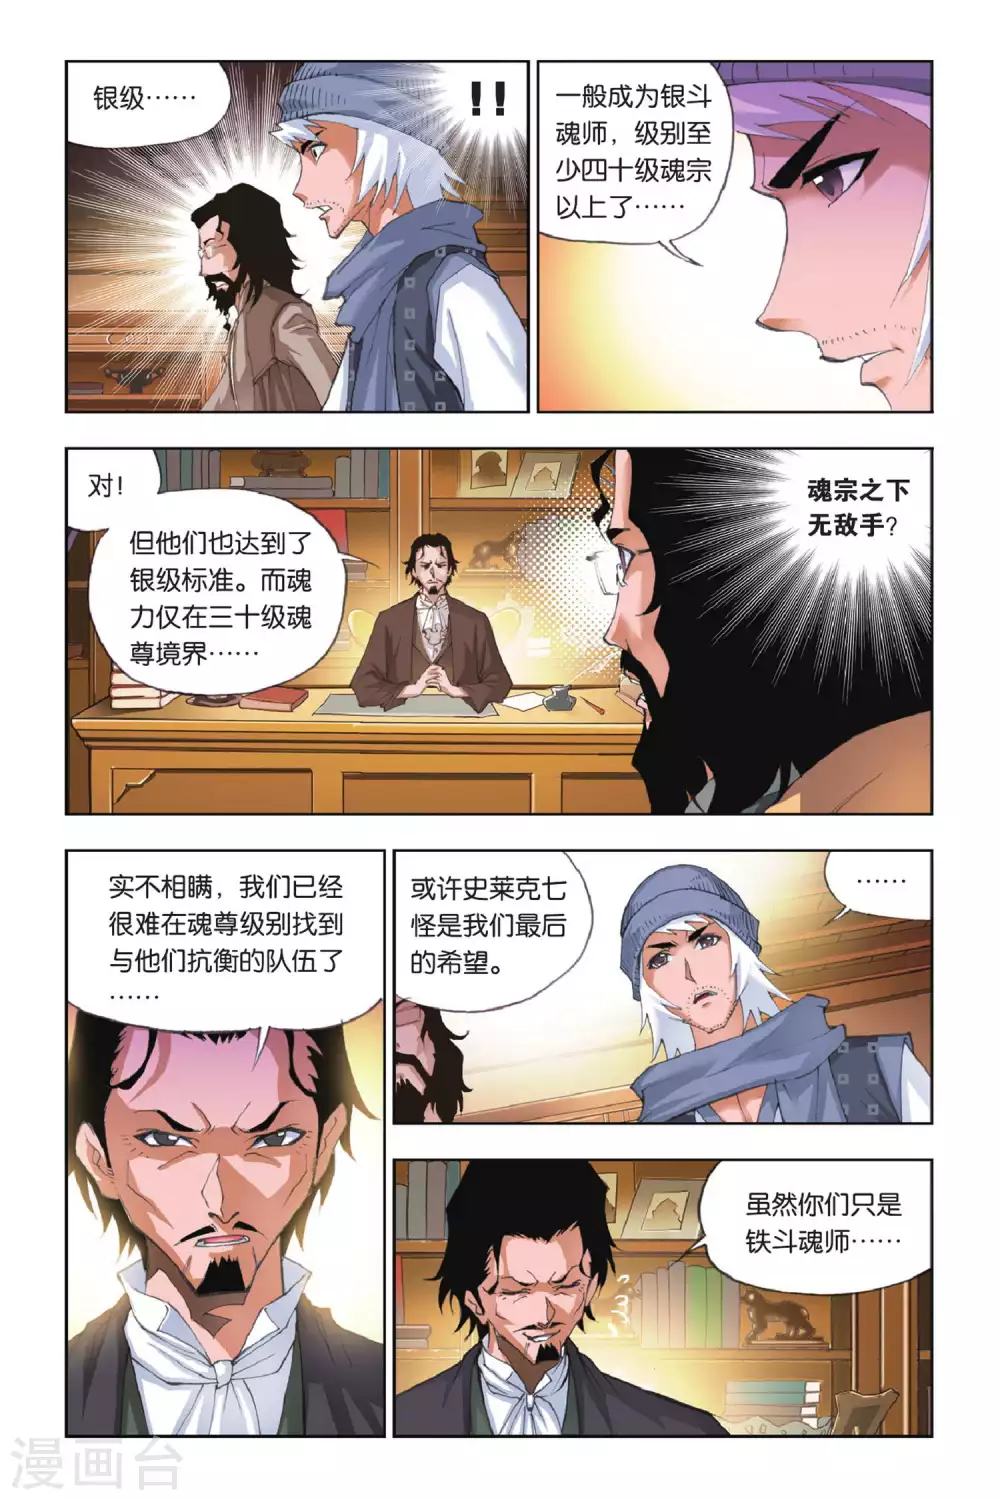 银级……
！！
一般成为银斗
魂师，级别至
少四十级魂宗
以上了……
对！
但他们也达到了
银级标准。而魂
力仅在三十级魂
尊境界……
魂宗之下
无敌手？
实不相瞒，我们已经
很难在魂尊级别找到
与他们抗衡的队伍了
……
或许史莱克七
怪是我们最后
的希望。
……
虽然你们只是
铁斗魂师……
漫画台